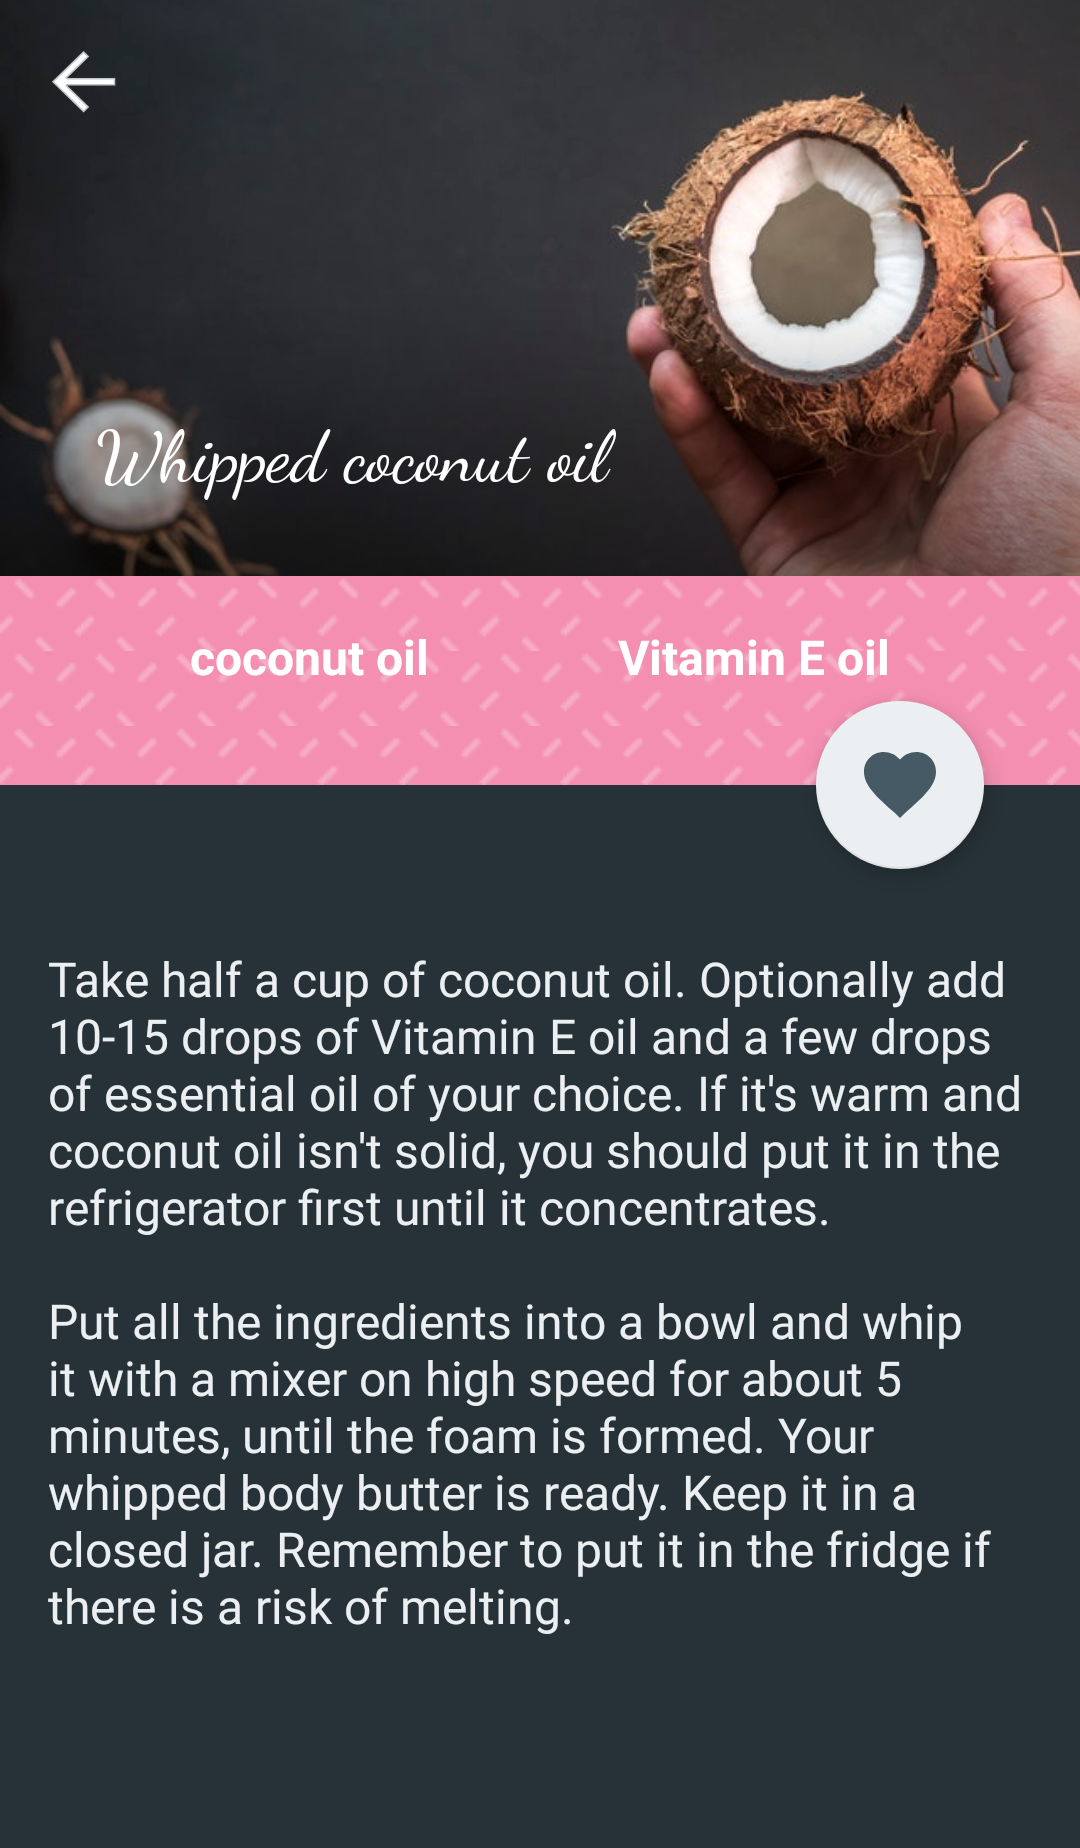 Whipped coconut oil
coconut oil Vitamin E oil
Take half a cup of coconut oil. Optionally add
10-15 drops of Vitamin E oil and a few drops
of essential oil of your choice. If it's warm and
coconut oil isn't solid, you should put it in the
refrigerator first until it concentrates.
Put all the ingredients into a bowl and whip
it with a mixer on high speed for about 5
minutes, until the foam is formed. Your
whipped body butter is ready. Keep it in a
closed jar. Remember to put it in the fridge if
there is a risk of melting.